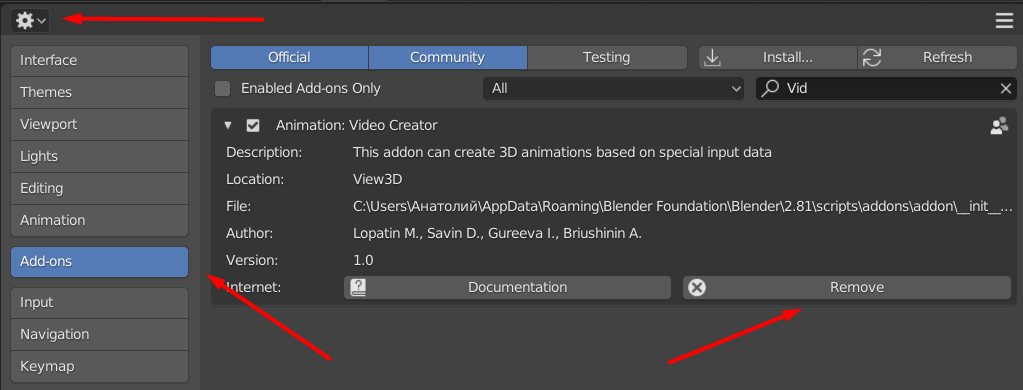 Interface
Themes
Viewport
Lights
Editing
Animation
Add-ons
Input
Navigation
Keymap
Official Community Testing Install... Refresh
Enabled Add-ons Only All Vid
Animation: Video Creator
Description: This addon can create 3D animations based on special input data
Location: View3D
File: C:\Users\Анатолий\AppData\Roaming\Blender Foundation\Blender\2.81\scripts\addons\addon\__init__...
Author: Lopatin M., Savin D., Gureeva I., Briushinin A.
Version: 1.0
Internet: Documentation Remove